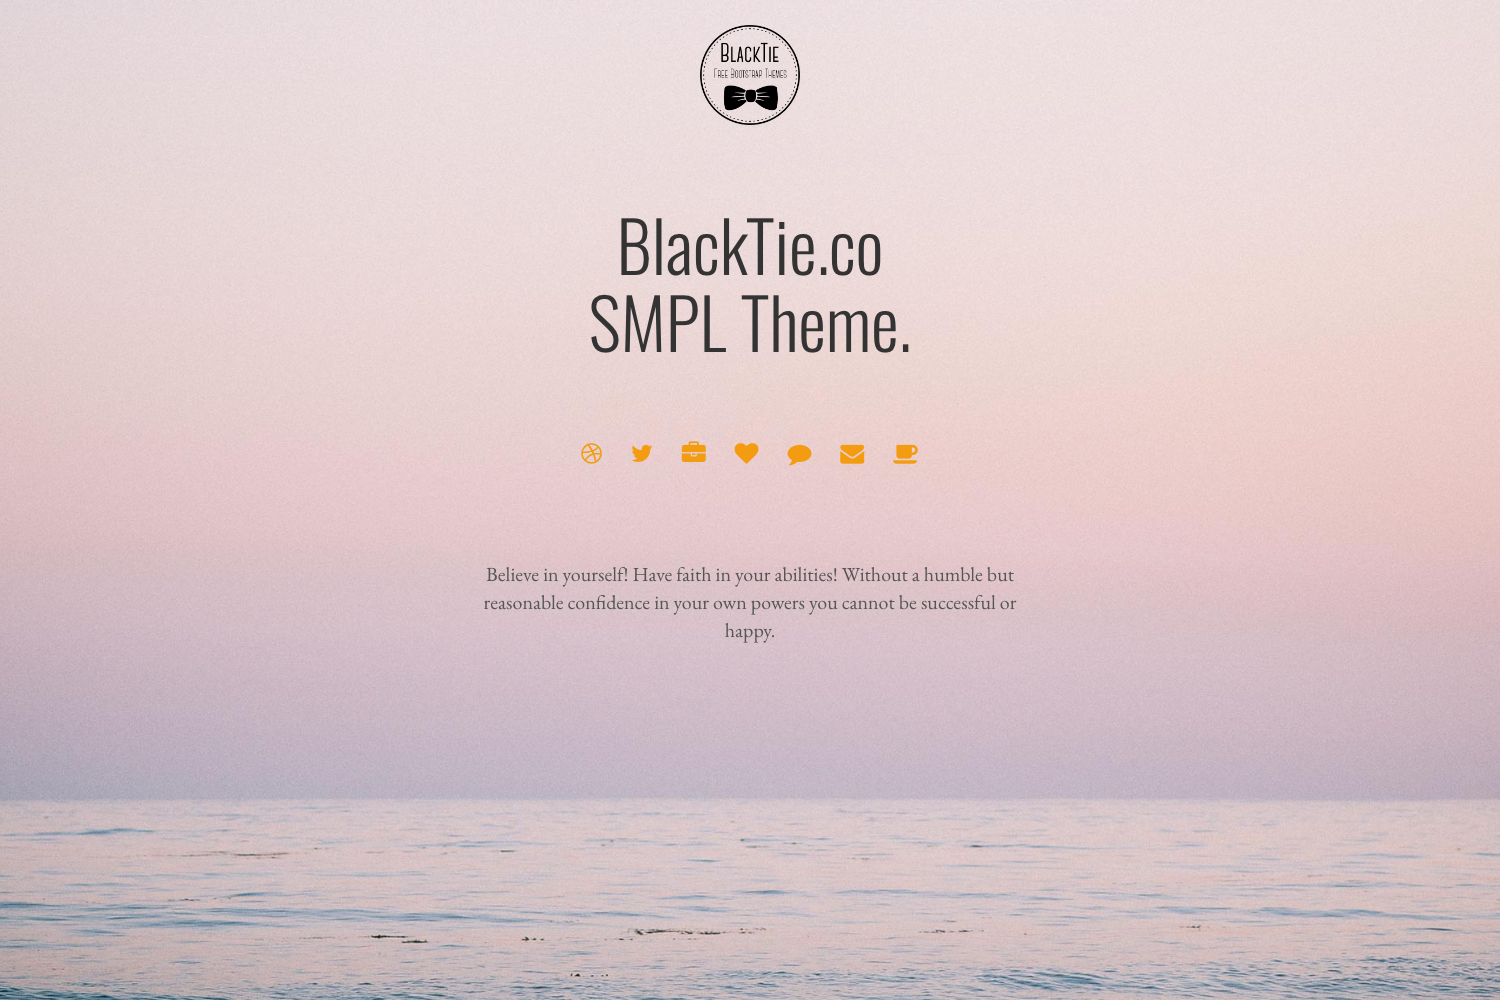 BlackTie
Free Bootstrap Themes
BlackTie.co
SMPL Theme.
Believe in yourself! Have faith in your abilities! Without a humble but
reasonable confidence in your own powers you cannot be successful or
happy.